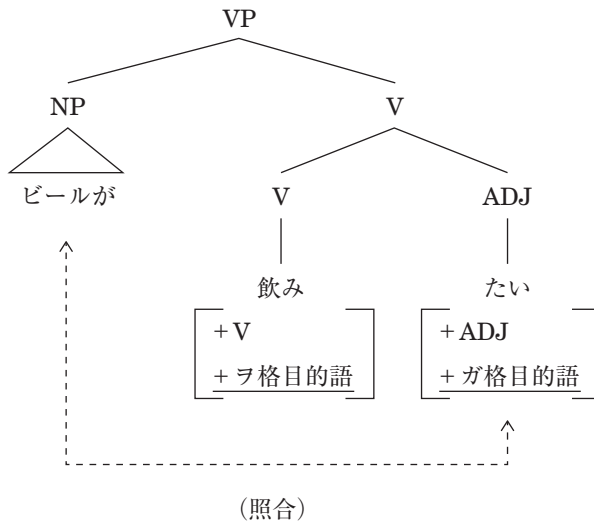 VP
NP V
ビールが V ADJ
飲み たい
+V +ADJ
+ヲ格目的語 +ガ格目的語
(照合)